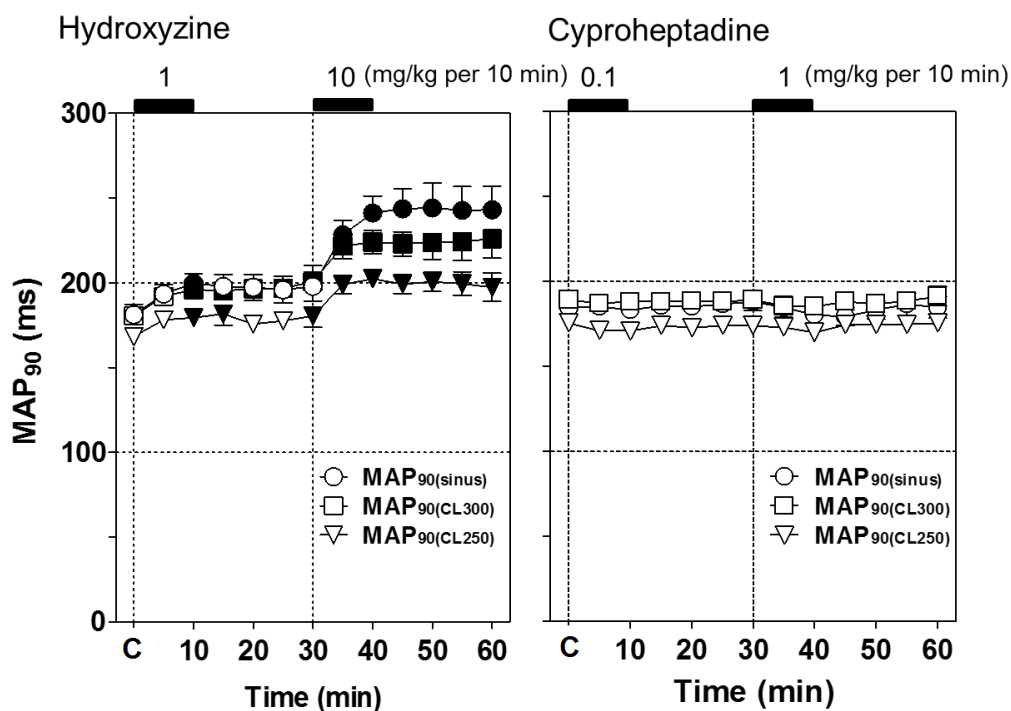 Hydroxyzine
1 10 (mg/kg per 10 min)
300
200
100
0
MAP90 (ms)
MAP90(sinus)
MAP90(CL300)
MAP90(CL250)
C 10 20 30 40 50 60
Time (min)
Cyproheptadine
0.1 1 (mg/kg per 10 min)
MAP90(sinus)
MAP90(CL300)
MAP90(CL250)
C 10 20 30 40 50 60
Time (min)